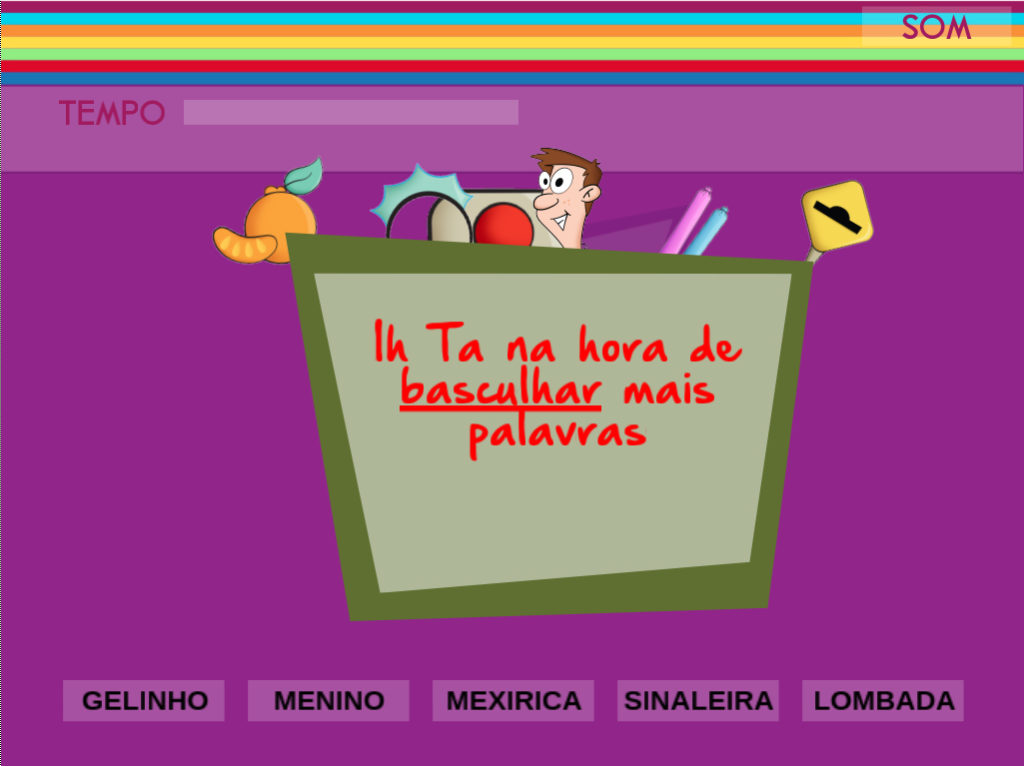 SOM
TEMPO
Ih Ta na hora de
basculhar mais
palavras
GELINHO
MENINO
MEXIRICA
SINALEIRA
LOMBADA